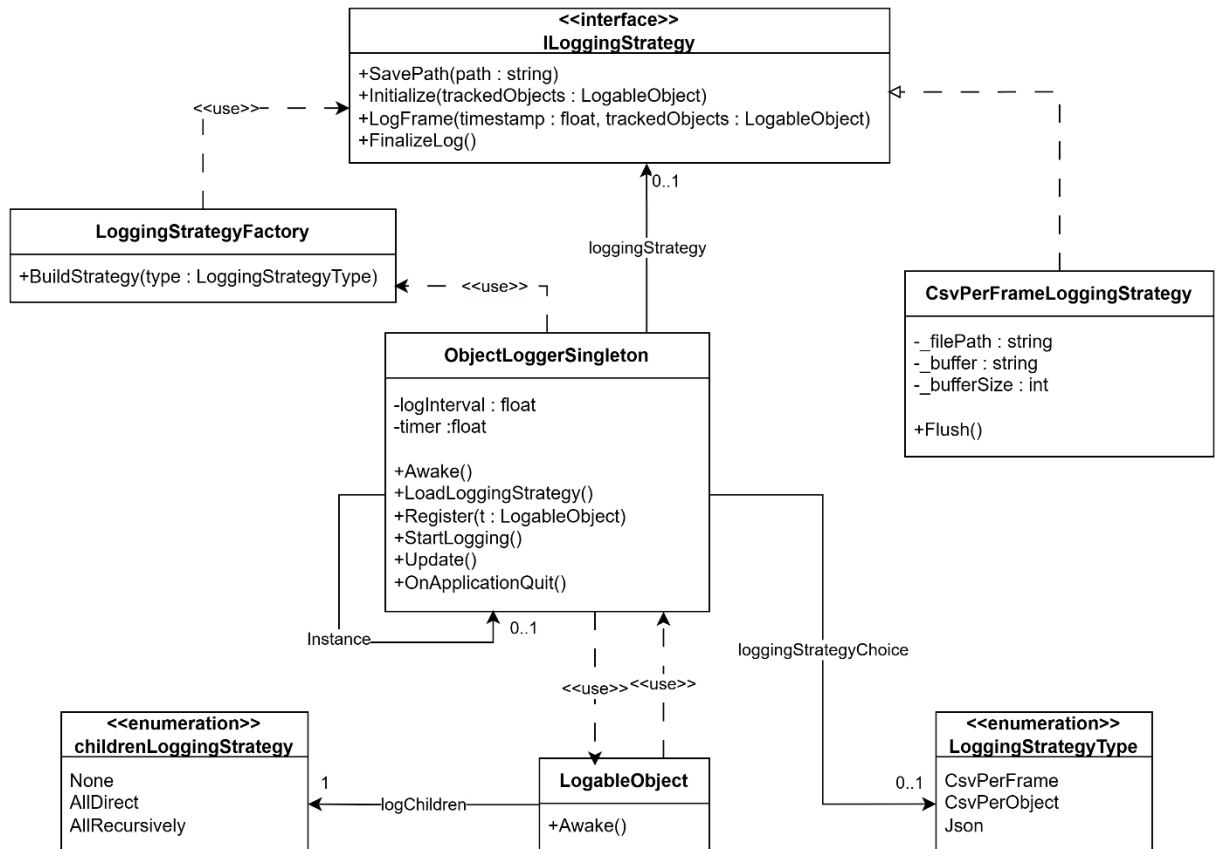 <<interface>>
ILoggingStrategy
+SavePath(path : string)
+Initialize(trackedObjects : LogableObject)
+LogFrame(timestamp : float, trackedObjects : LogableObject)
+FinalizeLog()
<<use>>
0..1
LoggingStrategyFactory
+BuildStrategy(type : LoggingStrategyType)
loggingStrategy
<<use>>
CsvPerFrameLoggingStrategy
-_filePath : string
-_buffer : string
-_bufferSize : int
+Flush()
ObjectLoggerSingleton
-logInterval : float
-timer :float
+Awake()
+LoadLoggingStrategy()
+Register(t : LogableObject)
+StartLogging()
+Update()
+OnApplicationQuit()
Instance
0..1
loggingStrategyChoice
<<use>>
<<use>>
<<enumeration>>
childrenLoggingStrategy
None
AllDirect
AllRecursively
1
logChildren
LogableObject
+Awake()
0..1
<<enumeration>>
LoggingStrategyType
CsvPerFrame
CsvPerObject
Json